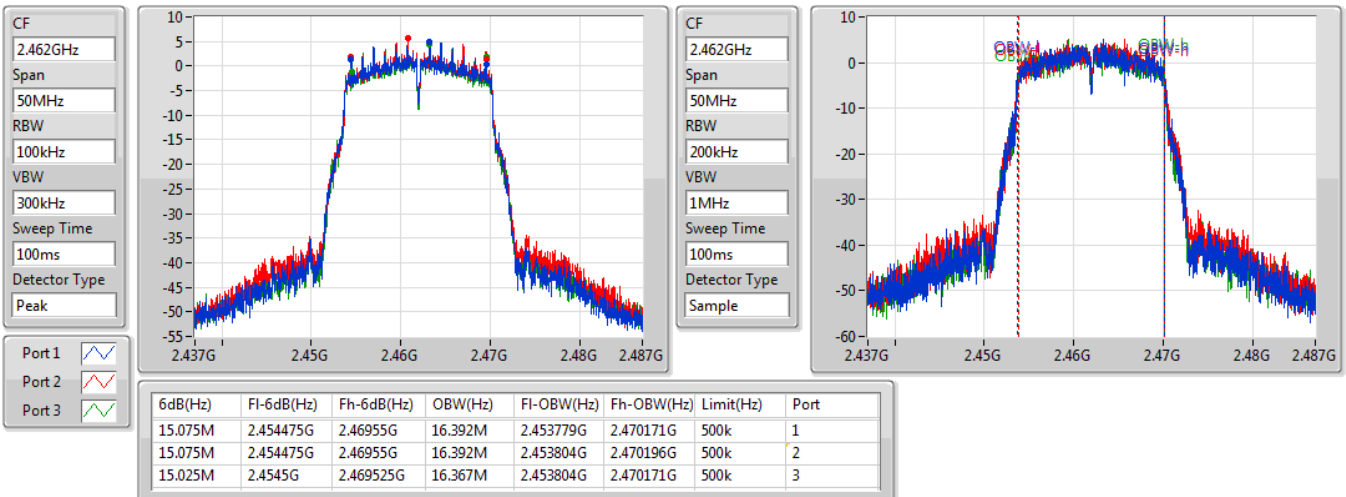 CF
2.462GHz
Span
50MHz
RBW
100kHz
VBW
300kHz
Sweep Time
100ms
Detector Type
Peak
10
5
0
-5
-10
-15
-20
-25
-30
-35
-40
-45
-50
-55
2.437G 2.45G 2.46G 2.47G 2.48G 2.487G
CF
2.462GHz
Span
50MHz
RBW
200kHz
VBW
1MHz
Sweep Time
100ms
Detector Type
Sample
10
0
-10
-20
-30
-40
-50
-60
OBW-l OBW-h
2.437G 2.45G 2.46G 2.47G 2.48G 2.487G
Port 1
Port 2
Port 3
6dB(Hz) Fl-6dB(Hz) Fh-6dB(Hz) OBW(Hz) Fl-OBW(Hz) Fh-OBW(Hz) Limit(Hz) Port
15.075M 2.454475G 2.46955G 16.392M 2.453779G 2.470171G 500k 1
15.075M 2.454475G 2.46955G 16.392M 2.453804G 2.470196G 500k 2
15.025M 2.4545G 2.469525G 16.367M 2.453804G 2.470171G 500k 3